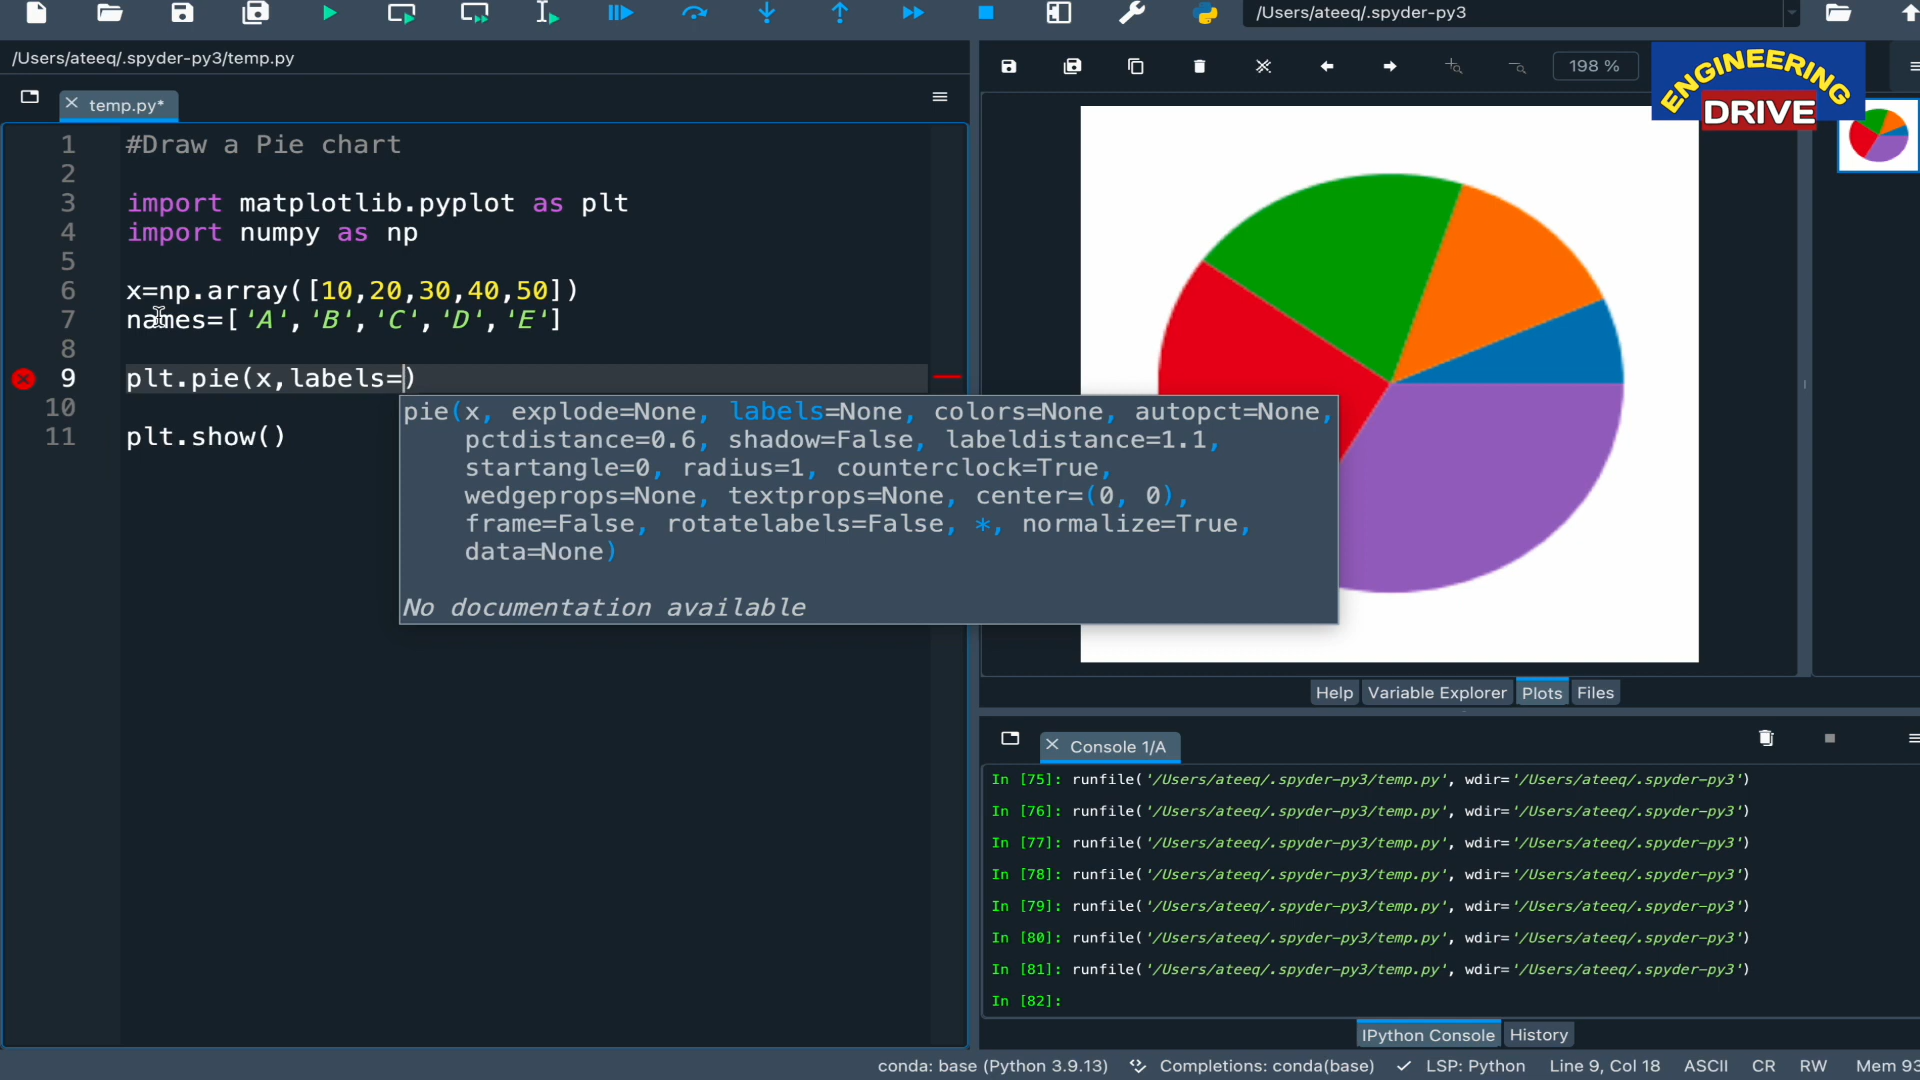 /Users/ateeq/.spyder-py3
/Users/ateeq/.spyder-py3/temp.py
198 %
ENGINEERING
DRIVE
temp.py*
1 #Draw a Pie chart
2
3 import matplotlib.pyplot as plt
4 import numpy as np
5
6 x=np.array([10,20,30,40,50])
7 names=['A','B','C','D','E']
8
9 plt.pie(x,labels=)
10
11 plt.show()
pie(x, explode=None, labels=None, colors=None, autopct=None,
pctdistance=0.6, shadow=False, labeldistance=1.1,
startangle=0, radius=1, counterclock=True,
wedgeprops=None, textprops=None, center=(0, 0),
frame=False, rotatelabels=False, *, normalize=True,
data=None)
No documentation available
Help Variable Explorer Plots Files
Console 1/A
In [75]: runfile('/Users/ateeq/.spyder-py3/temp.py', wdir='/Users/ateeq/.spyder-py3')
In [76]: runfile('/Users/ateeq/.spyder-py3/temp.py', wdir='/Users/ateeq/.spyder-py3')
In [77]: runfile('/Users/ateeq/.spyder-py3/temp.py', wdir='/Users/ateeq/.spyder-py3')
In [78]: runfile('/Users/ateeq/.spyder-py3/temp.py', wdir='/Users/ateeq/.spyder-py3')
In [79]: runfile('/Users/ateeq/.spyder-py3/temp.py', wdir='/Users/ateeq/.spyder-py3')
In [80]: runfile('/Users/ateeq/.spyder-py3/temp.py', wdir='/Users/ateeq/.spyder-py3')
In [81]: runfile('/Users/ateeq/.spyder-py3/temp.py', wdir='/Users/ateeq/.spyder-py3')
In [82]:
IPython Console History
conda: base (Python 3.9.13) Completions: conda(base) LSP: Python Line 9, Col 18 ASCII CR RW Mem 93